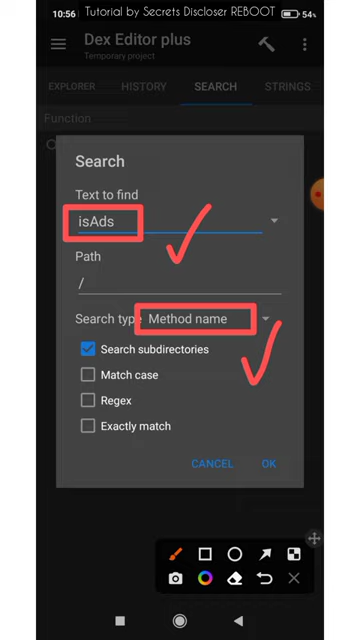 10:56 Tutorial by Secrets Discloser REBOOT 54%
Dex Editor plus
Temporary project
EXPLORER HISTORY SEARCH STRINGS
Function
Search
Text to find
isAds
Path
/
Search type Method name
Search subdirectories
Match case
Regex
Exactly match
CANCEL OK